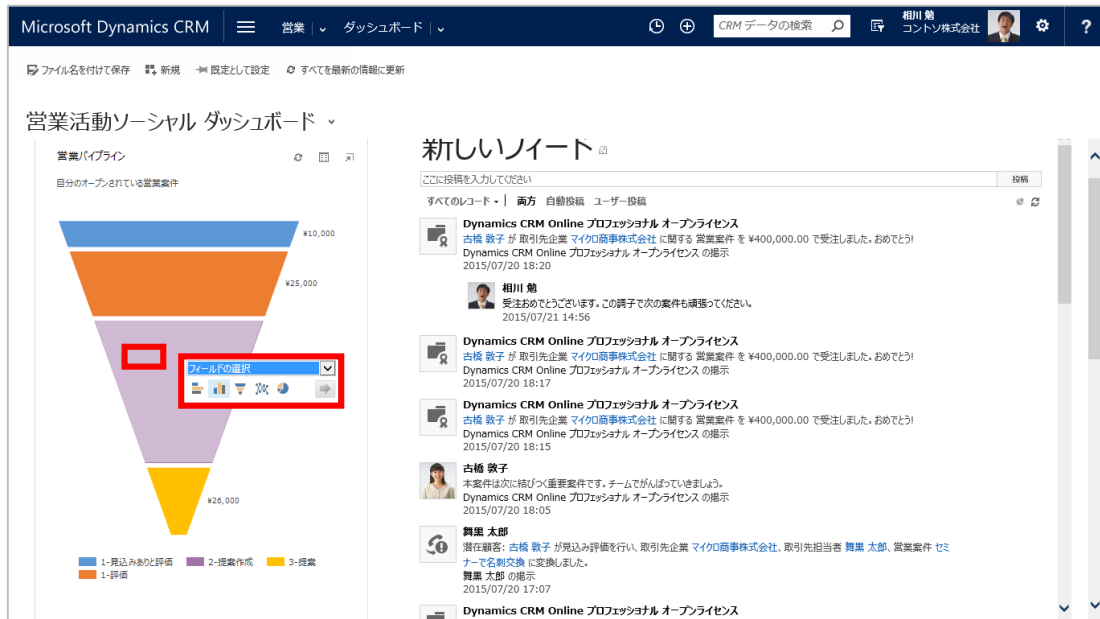 Microsoft Dynamics CRM
営業
ダッシュボード
CRM データの検索
相川 勉
コントソ株式会社
?
ファイル名を付けて保存 新規 既定として設定 すべてを最新の情報に更新
営業活動ソーシャル ダッシュボード
営業パイプライン
自分のオープンされている営業案件
¥10,000
¥25,000
フィールドの選択
¥26,000
1-見込みありと評価 2-提案作成 3-提案
1-評価
新しいノイート
ここに投稿を入力してください 投稿
すべてのレコード 両方 自動投稿 ユーザー投稿
Dynamics CRM Online プロフェッショナル オープンライセンス
古橋 敦子 が 取引先企業 マイクロ商事株式会社 に関する 営業案件 を ¥400,000.00 で受注しました。おめでとう!
Dynamics CRM Online プロフェッショナル オープンライセンス の掲示
2015/07/20 18:20
相川 勉
受注おめでとうございます。この調子で次の案件も頑張ってください。
2015/07/21 14:56
Dynamics CRM Online プロフェッショナル オープンライセンス
古橋 敦子 が 取引先企業 マイクロ商事株式会社 に関する 営業案件 を ¥400,000.00 で受注しました。おめでとう!
Dynamics CRM Online プロフェッショナル オープンライセンス の掲示
2015/07/20 18:17
Dynamics CRM Online プロフェッショナル オープンライセンス
古橋 敦子 が 取引先企業 マイクロ商事株式会社 に関する 営業案件 を ¥400,000.00 で受注しました。おめでとう!
Dynamics CRM Online プロフェッショナル オープンライセンス の掲示
2015/07/20 18:15
古橋 敦子
本案件は次に結びつく重要案件です。チームでがんばっていきましょう。
Dynamics CRM Online プロフェッショナル オープンライセンス の掲示
2015/07/20 18:05
舞黒 太郎
潜在顧客: 古橋 敦子 が見込み評価を行い、取引先企業 マイクロ商事株式会社、取引先担当者 舞黒 太郎、営業案件 セミ
ナーで名刺交換 に変換しました。
舞黒 太郎 の掲示
2015/07/20 17:07
Dynamics CRM Online プロフェッショナル オープンライセンス